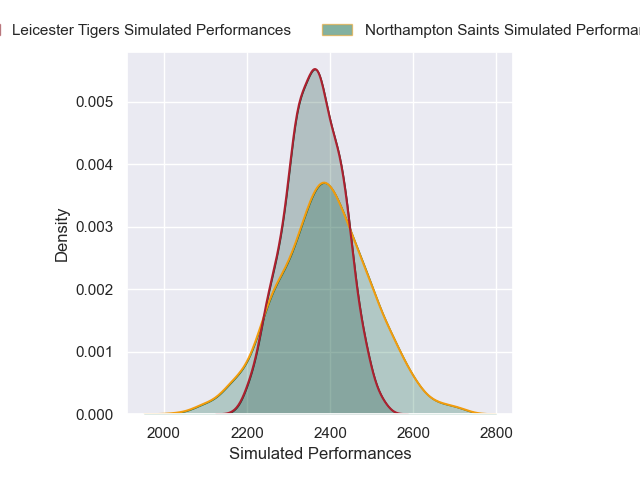 Leicester Tigers Simulated Performances
Northampton Saints Simulated
0.005
0.004
0.003
0.002
0.001
0.000
Density
2000 2200 2400 2600 2800
Simulated Performances